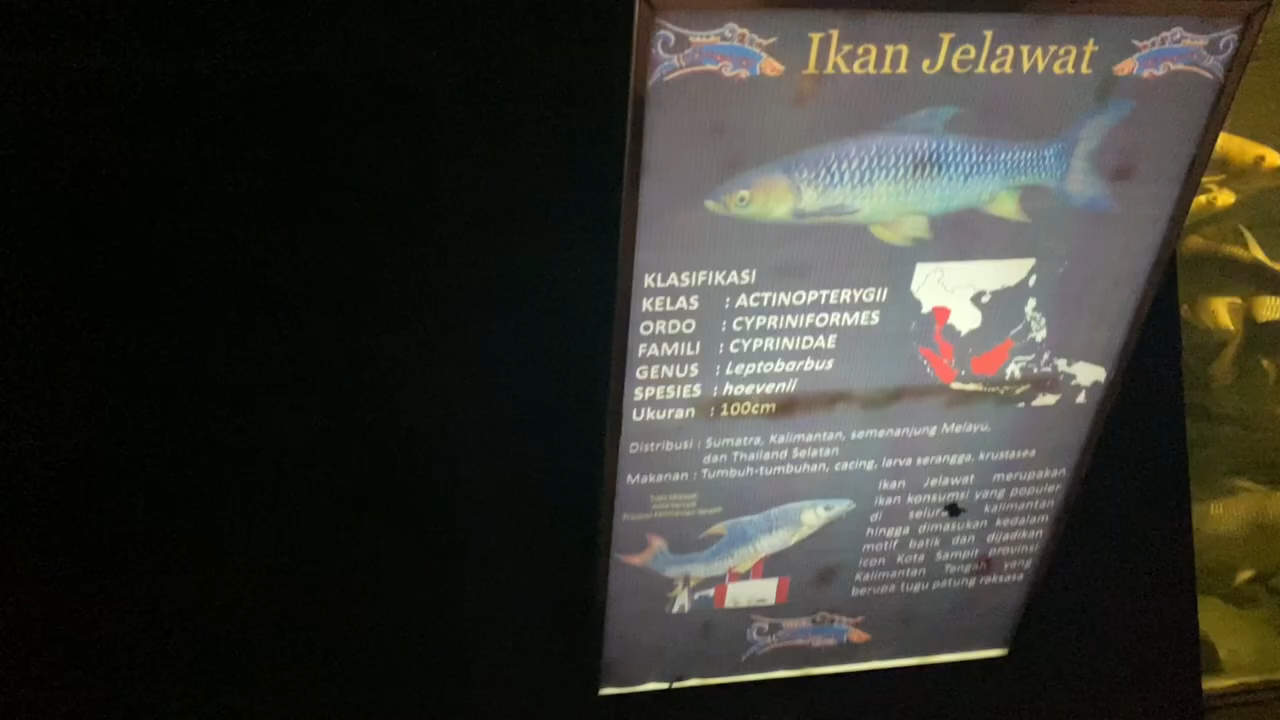 Ikan Jelawat
KLASIFIKASI
KELAS : ACTINOPTERYGII
ORDO : CYPRINIFORMES
FAMILI : CYPRINIDAE
GENUS : Leptobarbus
SPESIES : hoevenii
Ukuran : 100cm
Distribusi : Sumatra, Kalimantan, semenanjung Melayu,
dan Thailand Selatan
Makanan : Tumbuh-tumbuhan, cacing, larva serangga, krustasea
Ikan Jelawat merupakan
ikan konsumsi yang populer
di kalimantan
hingga dimasukan kedalam
motif batik dan dijadikan
icon Kota Sampit provinsi
Kalimantan Tengah yang
berupa tugu patung raksasa